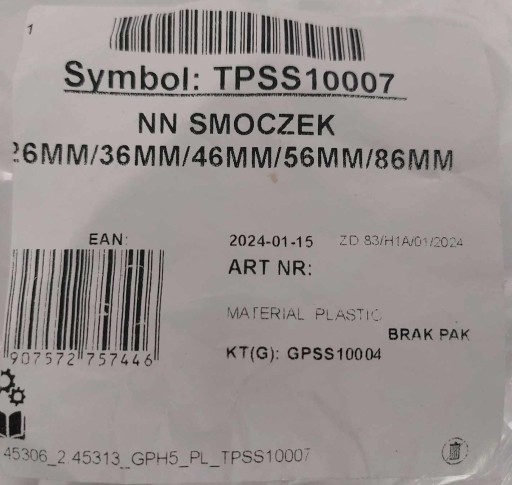 1
Symbol: TPSS10007
NN SMOCZEK
26MM/36MM/46MM/56MM/86MM
EAN:
2024-01-15 ZD 83/H1A/01/2024
ART NR:
MATERIAL PLASTIC
BRAK PAK
907572 757446
KT(G): GPSS10004
45306_2.45313_GPH5_PL_TPSS10007